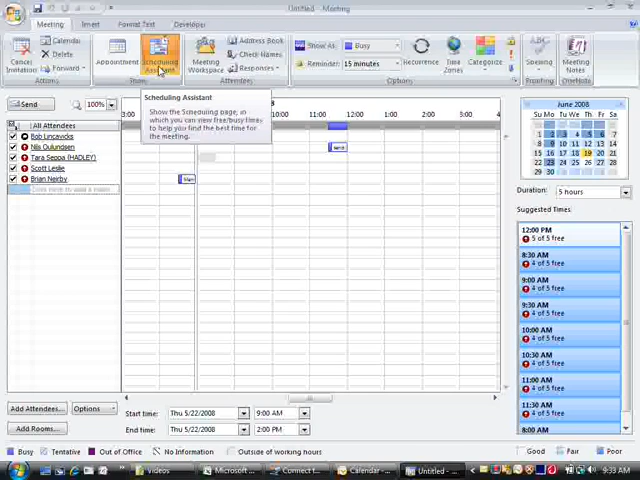 Untitled - Meeting
Meeting Insert Format Text Developer
Cancel Invitation
Calendar
Delete
Forward
Appointment
Scheduling Assistant
Meeting Workspace
Address Book
Check Names
Responses
Show As: Busy
Reminder: 15 minutes
Recurrence
Time Zones
Categorize
Spelling
Meeting Notes
Actions Show Attendees Options Proofing OneNote
Send 100%
Scheduling Assistant
Show the Scheduling page, in
which you can view free/busy times
to help you find the best time for
the meeting.
3:00 8 9:00 10:00 11:00 12:00 1:00 2:00 3:00 4:
All Attendees
Nils Oulundsen
Tara Seppa (HADLEY)
Scott Leslie
send
June 2008
Su Mo Tu We Th Fr Sa
1 2 3 4 5 6 7
8 9 10 11 12 13 14
15 16 17 18 19 20 21
22 23 24 25 26 27 28
29 30
Duration: 5 hours
Suggested Times
12:00 PM
5 of 5 free
8:30 AM
4 of 5 free
9:00 AM
4 of 5 free
9:30 AM
4 of 5 free
10:00 AM
4 of 5 free
10:30 AM
4 of 5 free
11:00 AM
4 of 5 free
11:30 AM
4 of 5 free
8:00 AM
Add Attendees... Options
Add Rooms...
Start time: Thu 5/22/2008 9:00 AM
End time: Thu 5/22/2008 2:00 PM
Busy Tentative Out of Office No Information Outside of working hours Good Fair Poor
Videos Microsoft ... Connect t... Calendar - ... Untitled - ... 9:33 AM